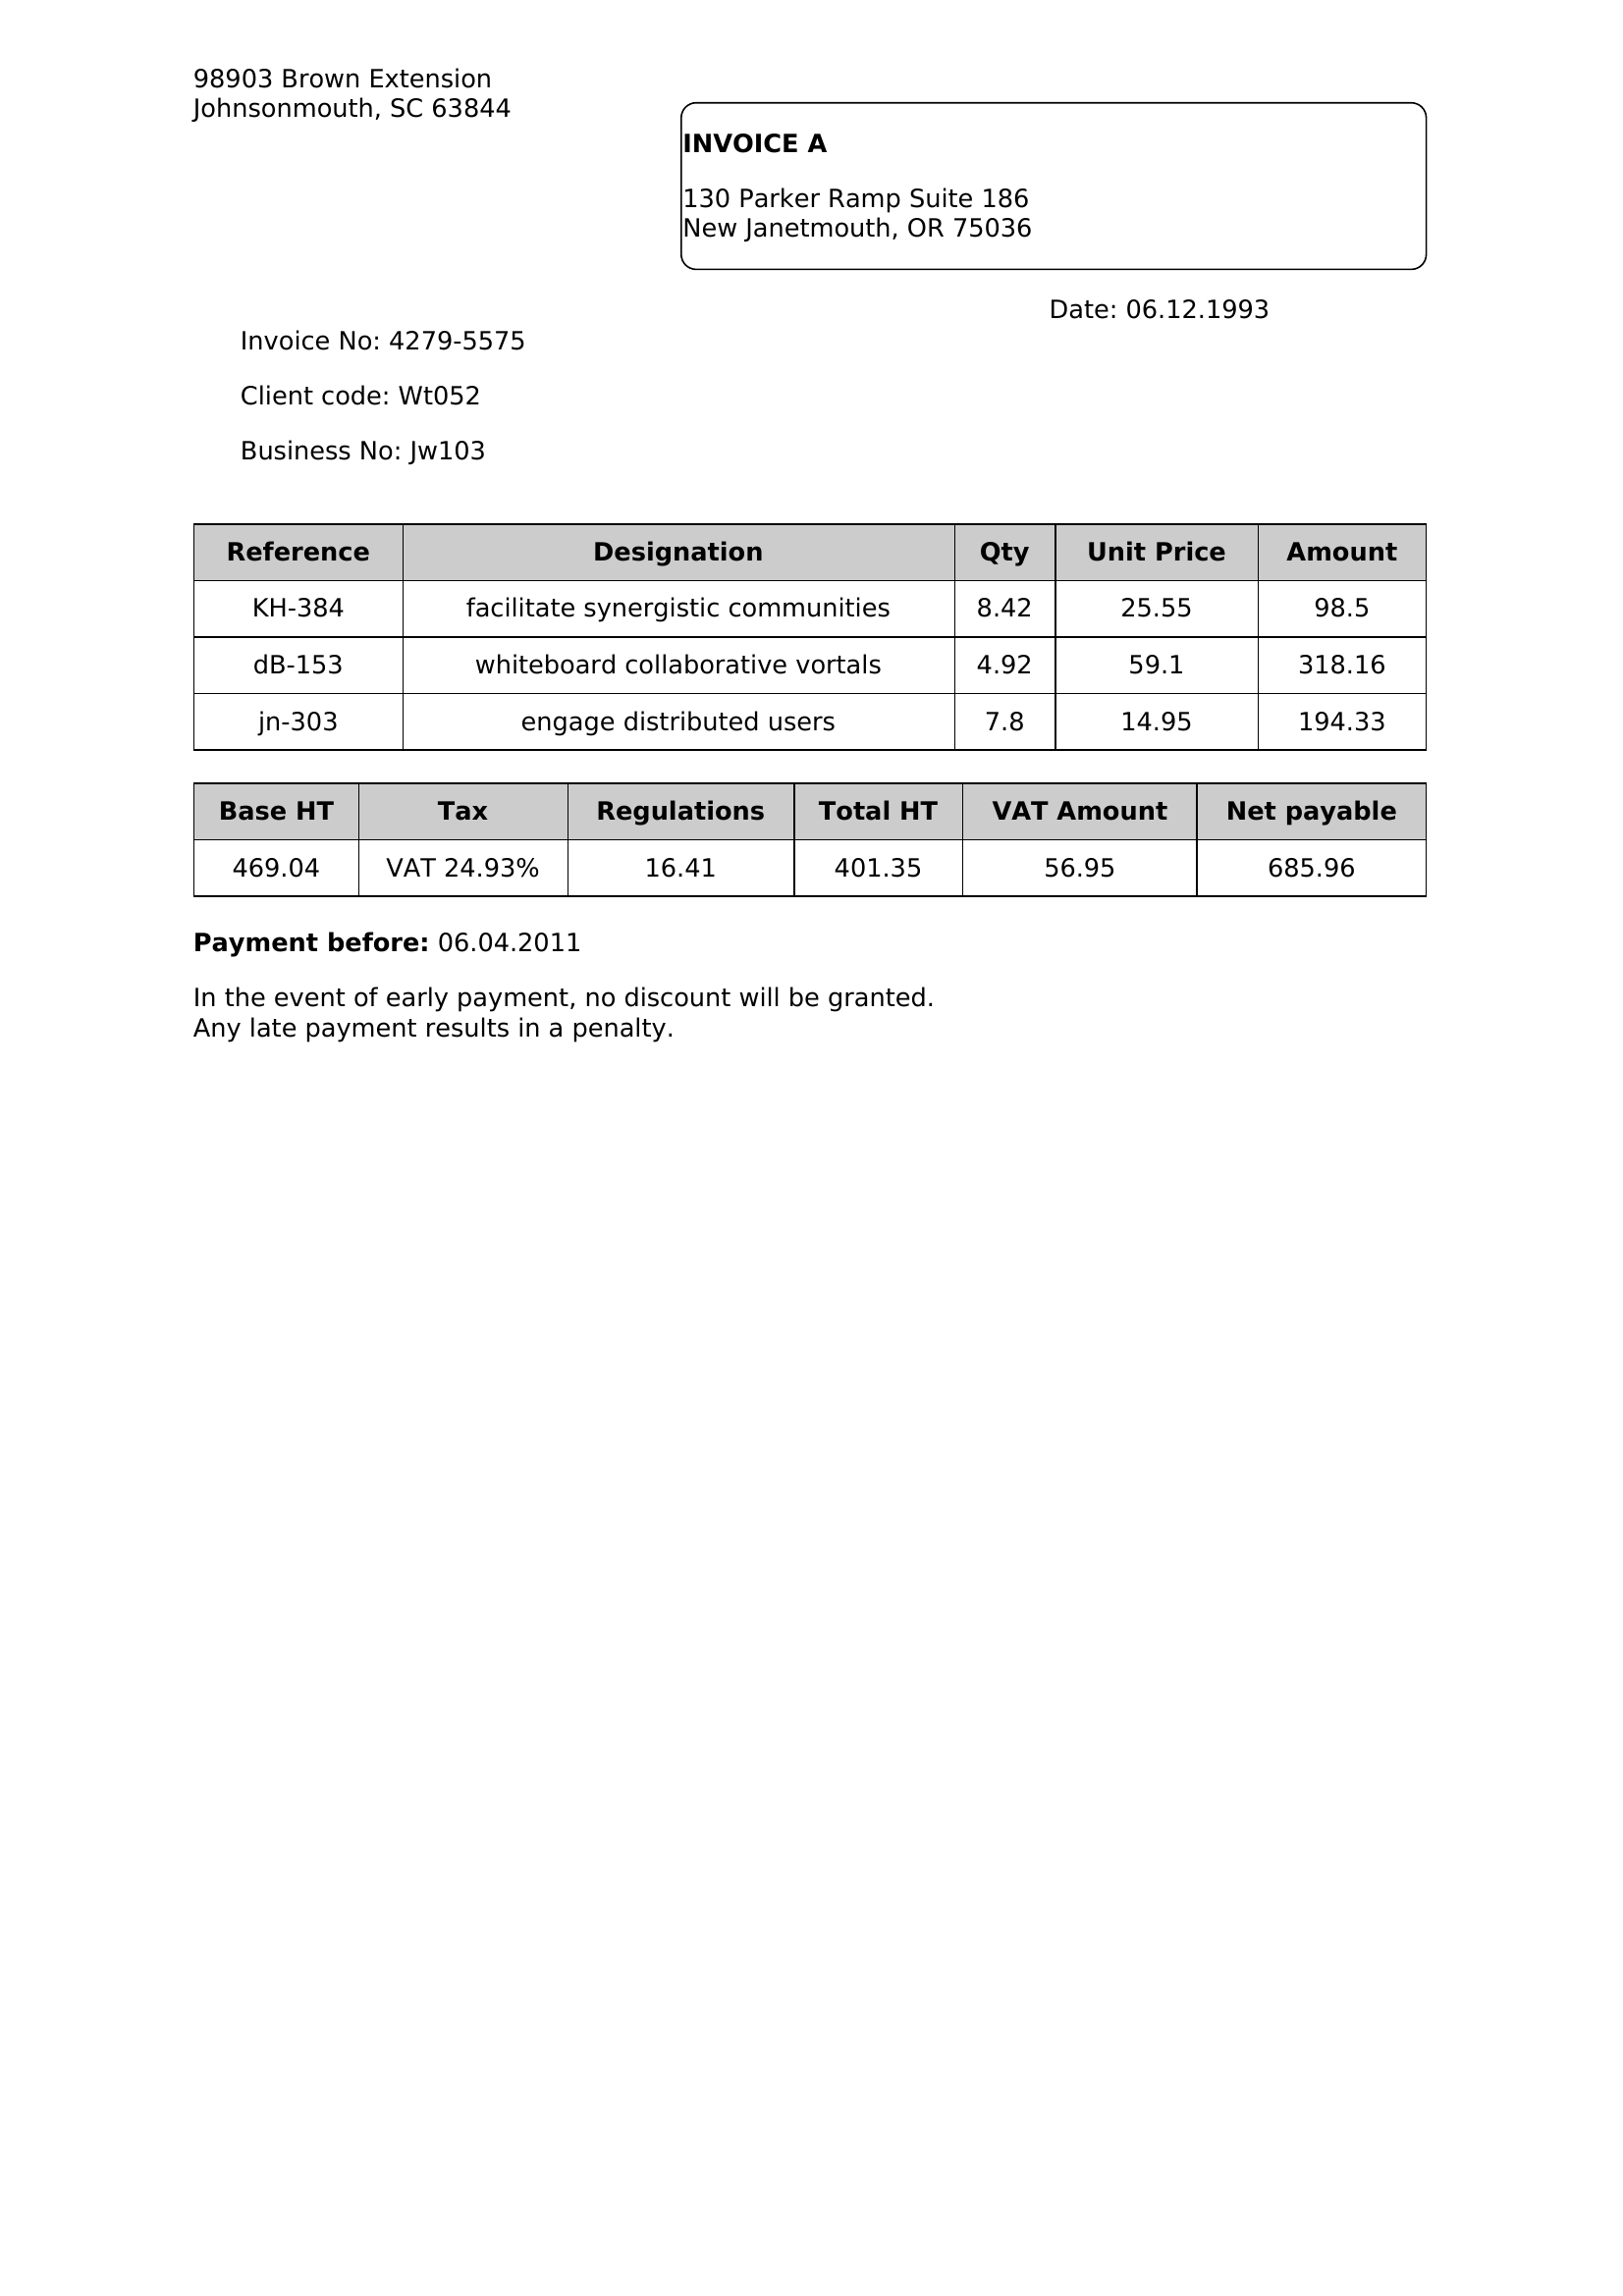 98903 Brown Extension
Johnsonmouth, SC 63844
INVOICE A
130 Parker Ramp Suite 186
New Janetmouth, OR 75036
Date: 06.12.1993
Invoice No: 4279-5575
Client code: Wt052
Business No: Jw103
Reference Designation Qty Unit Price Amount
KH-384 facilitate synergistic communities 8.42 25.55 98.5
dB-153 whiteboard collaborative vortals 4.92 59.1 318.16
jn-303 engage distributed users 7.8 14.95 194.33
Base HT Tax Regulations Total HT VAT Amount Net payable
469.04 VAT 24.93% 16.41 401.35 56.95 685.96
Payment before: 06.04.2011
In the event of early payment, no discount will be granted.
Any late payment results in a penalty.